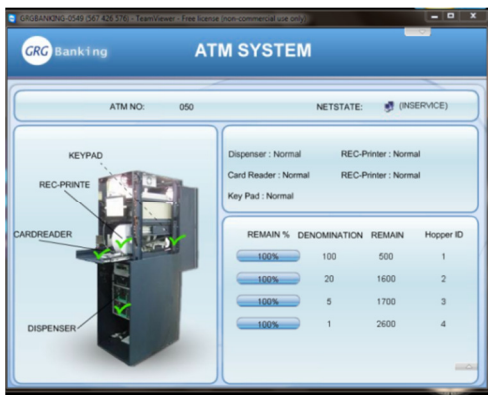 GRGBANKING-0549 (567 426 578) - TeamViewer - Free license (non-commercial use only)
GRG Banking
ATM SYSTEM
ATM NO: 050 NETSTATE: (INSERVICE)
KEYPAD
REC-PRINTE
CARDREADER
DISPENSER
Dispenser : Normal REC-Printer : Normal
Card Reader : Normal REC-Printer : Normal
Key Pad : Normal
REMAIN % DENOMINATION REMAIN Hopper ID
100% 100 500 1
100% 20 1600 2
100% 5 1700 3
100% 1 2600 4